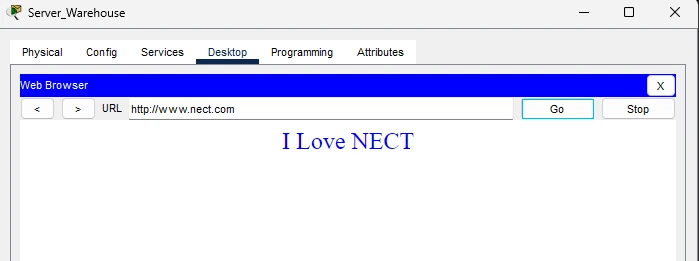 Server_Warehouse
Physical Config Services Desktop Programming Attributes
Web Browser X
< > URL http://www.nect.com Go Stop
I Love NECT